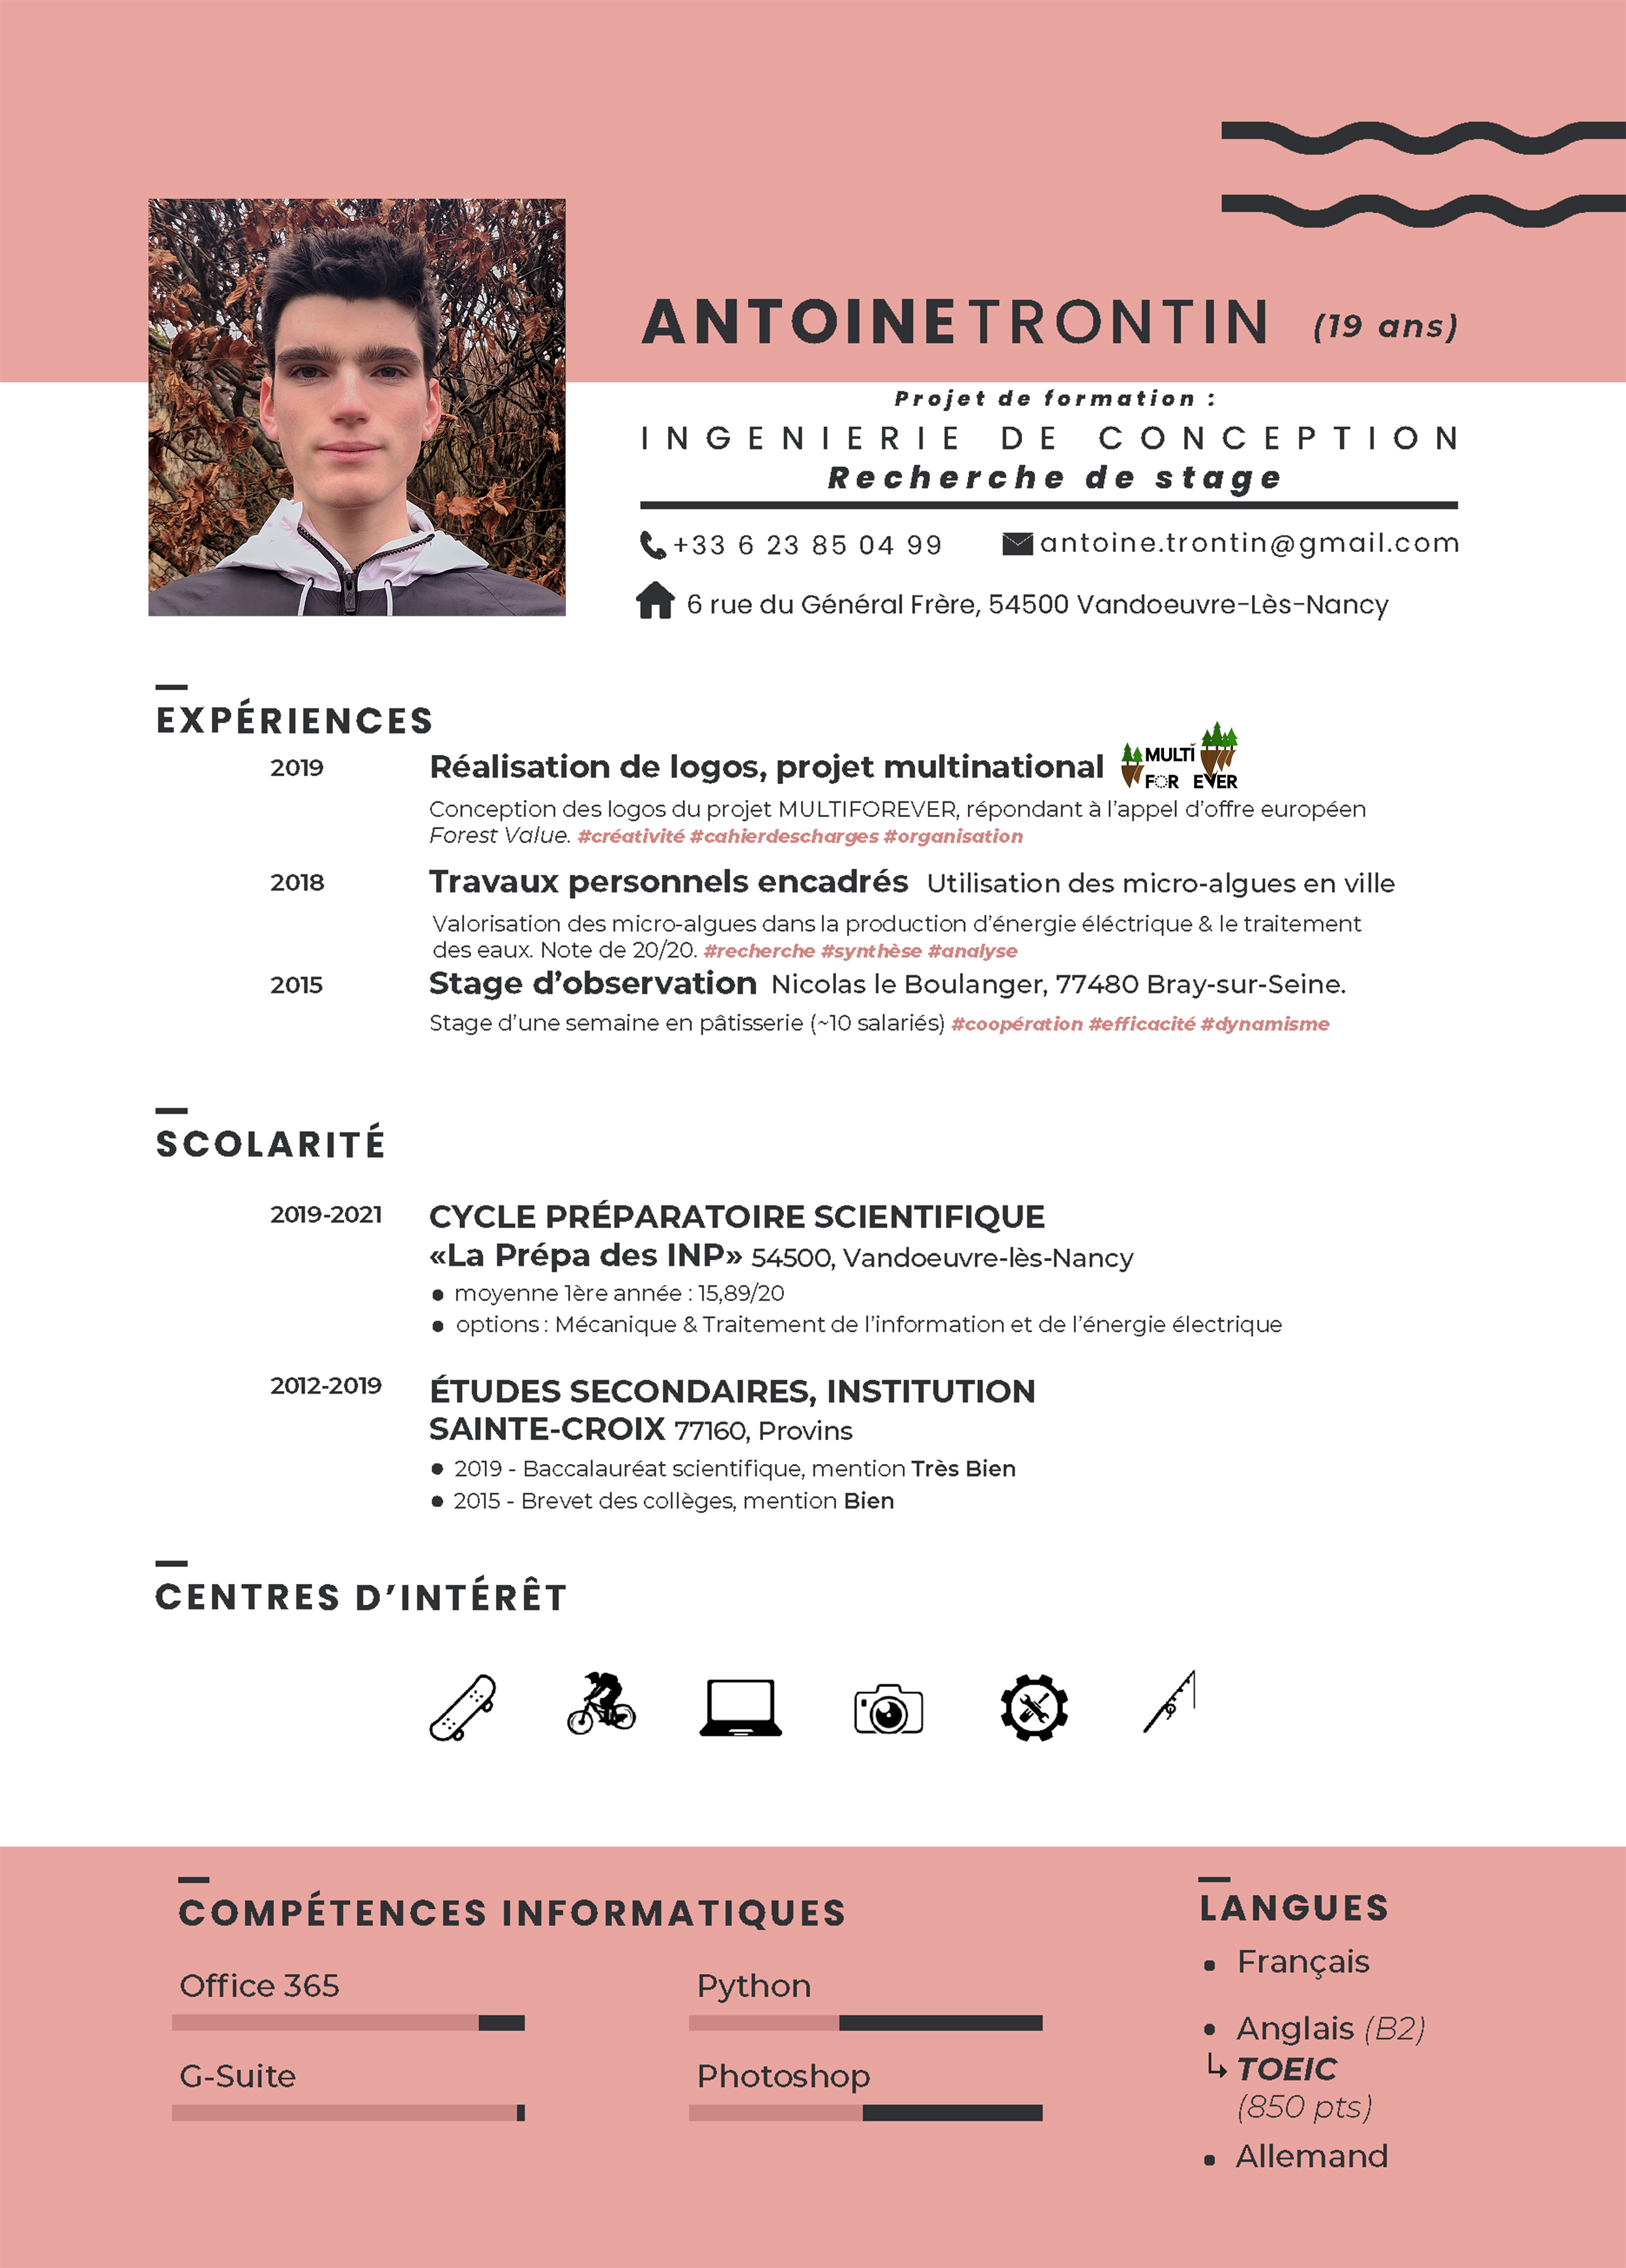 ANTOINE TRONTIN (19 ans)
Projet de formation :
INGENIERIE DE CONCEPTION
Recherche de stage
+33 6 23 85 04 99 antoine.trontin@gmail.com
6 rue du Général Frère, 54500 Vandoeuvre-Lès-Nancy
EXPÉRIENCES
2019 Réalisation de logos, projet multinational
MULTI
FOR EVER
Conception des logos du projet MULTIFOREVER, répondant à l'appel d'offre européen
Forest Value. #créativité #cahierdescharges #organisation
2018 Travaux personnels encadrés Utilisation des micro-algues en ville
Valorisation des micro-algues dans la production d'énergie éléctrique & le traitement
des eaux. Note de 20/20. #recherche #synthèse #analyse
2015 Stage d'observation Nicolas le Boulanger, 77480 Bray-sur-Seine.
Stage d'une semaine en pâtisserie (~10 salariés) #coopération #efficacité #dynamisme
SCOLARITÉ
2019-2021 CYCLE PRÉPARATOIRE SCIENTIFIQUE
«La Prépa des INP» 54500, Vandoeuvre-lès-Nancy
• moyenne 1ère année : 15,89/20
• options : Mécanique & Traitement de l'information et de l'énergie électrique
2012-2019 ÉTUDES SECONDAIRES, INSTITUTION
SAINTE-CROIX 77160, Provins
• 2019 - Baccalauréat scientifique, mention Très Bien
• 2015 - Brevet des collèges, mention Bien
CENTRES D'INTÉRÊT
COMPÉTENCES INFORMATIQUES
Office 365
Python
G-Suite
Photoshop
LANGUES
• Français
• Anglais (B2)
↳ TOEIC
(850 pts)
• Allemand